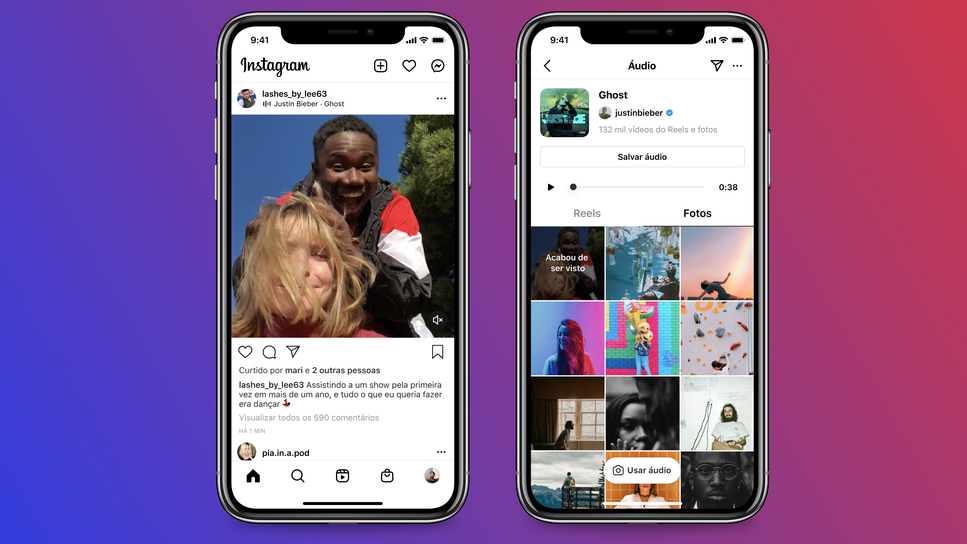 9:41
Instagram
lashes_by_lee63
Justin Bieber · Ghost
Curtido por mari e 2 outras pessoas
lashes_by_lee63 Assistindo a um show pela primeira
vez em mais de um ano, e tudo o que eu queria fazer
era dançar 💃
Visualizar todos os 590 comentários
HÁ 1 MIN
pia.in.a.pod
9:41
Áudio
Ghost
justinbieber
132 mil vídeos do Reels e fotos
Salvar áudio
0:38
Reels
Fotos
Acabou de
ser visto
Usar áudio